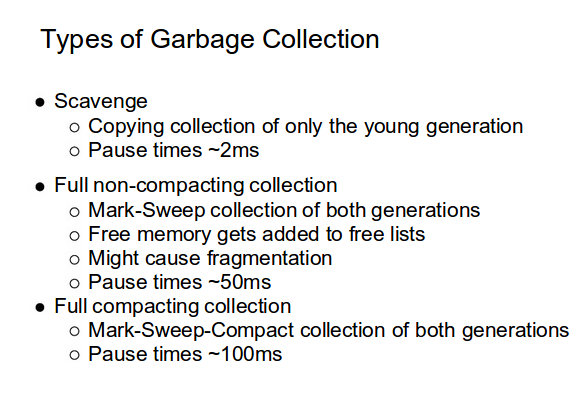 Types of Garbage Collection
● Scavenge
○ Copying collection of only the young generation
○ Pause times ~2ms
● Full non-compacting collection
○ Mark-Sweep collection of both generations
○ Free memory gets added to free lists
○ Might cause fragmentation
○ Pause times ~50ms
● Full compacting collection
○ Mark-Sweep-Compact collection of both generations
○ Pause times ~100ms